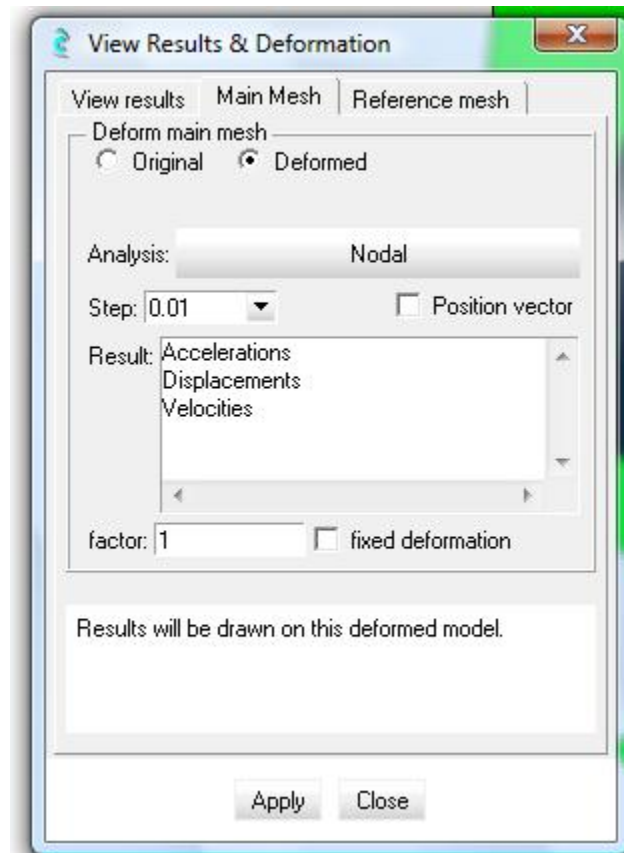 View Results & Deformation
View results Main Mesh Reference mesh
Deform main mesh
Original Deformed
Analysis: Nodal
Step: 0.01 Position vector
Result: Accelerations
Displacements
Velocities
factor: 1 fixed deformation
Results will be drawn on this deformed model.
Apply Close